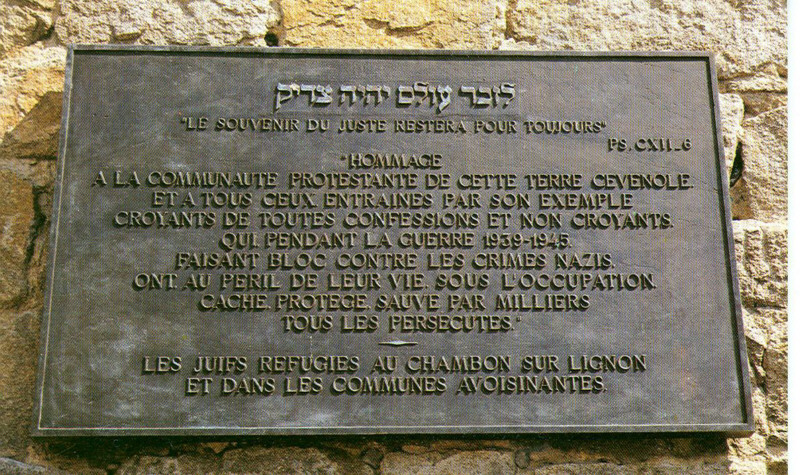 לזכר עולם יהיה צדיק
"LE SOUVENIR DU JUSTE RESTERA POUR TOUJOURS"
PS. CXII_6
"HOMMAGE
A LA COMMUNAUTE PROTESTANTE DE CETTE TERRE CEVENOLE.
ET A TOUS CEUX. ENTRAINES PAR SON EXEMPLE
CROYANTS DE TOUTES CONFESSIONS ET NON CROYANTS.
QUI. PENDANT LA GUERRE 1939-1945.
FAISANT BLOC CONTRE LES CRIMES NAZIS.
ONT. AU PERIL DE LEUR VIE. SOUS L'OCCUPATION.
CACHE. PROTEGE. SAUVE PAR MILLIERS
TOUS LES PERSECUTES."
LES JUIFS REFUGIES AU CHAMBON SUR LIGNON
ET DANS LES COMMUNES AVOISINANTES.